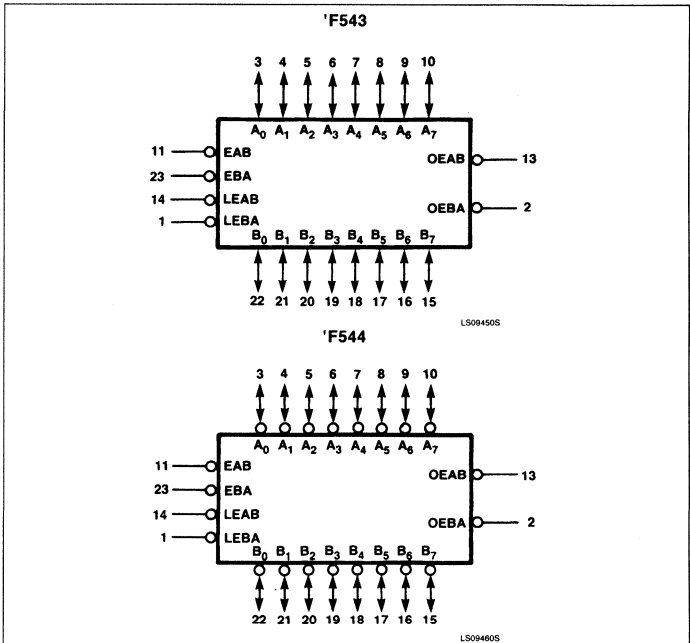 'F543
3 4 5 6 7 8 9 10
A0 A1 A2 A3 A4 A5 A6 A7
11 EAB OEAB 13
23 EBA
14 LEAB OEBA 2
1 LEBA
B0 B1 B2 B3 B4 B5 B6 B7
22 21 20 19 18 17 16 15
LS09450S
'F544
3 4 5 6 7 8 9 10
A0 A1 A2 A3 A4 A5 A6 A7
11 EAB OEAB 13
23 EBA
14 LEAB OEBA 2
1 LEBA
B0 B1 B2 B3 B4 B5 B6 B7
22 21 20 19 18 17 16 15
LS09460S